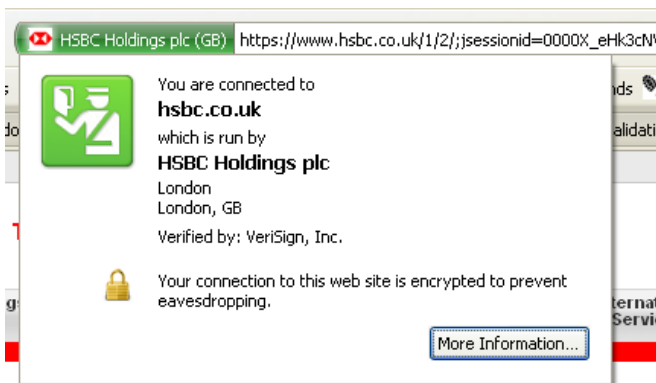 HSBC Holdings plc (GB) https://www.hsbc.co.uk/1/2/;jsessionid=0000X_eHk3cN
You are connected to
hsbc.co.uk
which is run by
HSBC Holdings plc
London
London, GB
Verified by: VeriSign, Inc.
Your connection to this web site is encrypted to prevent
eavesdropping.
More Information...